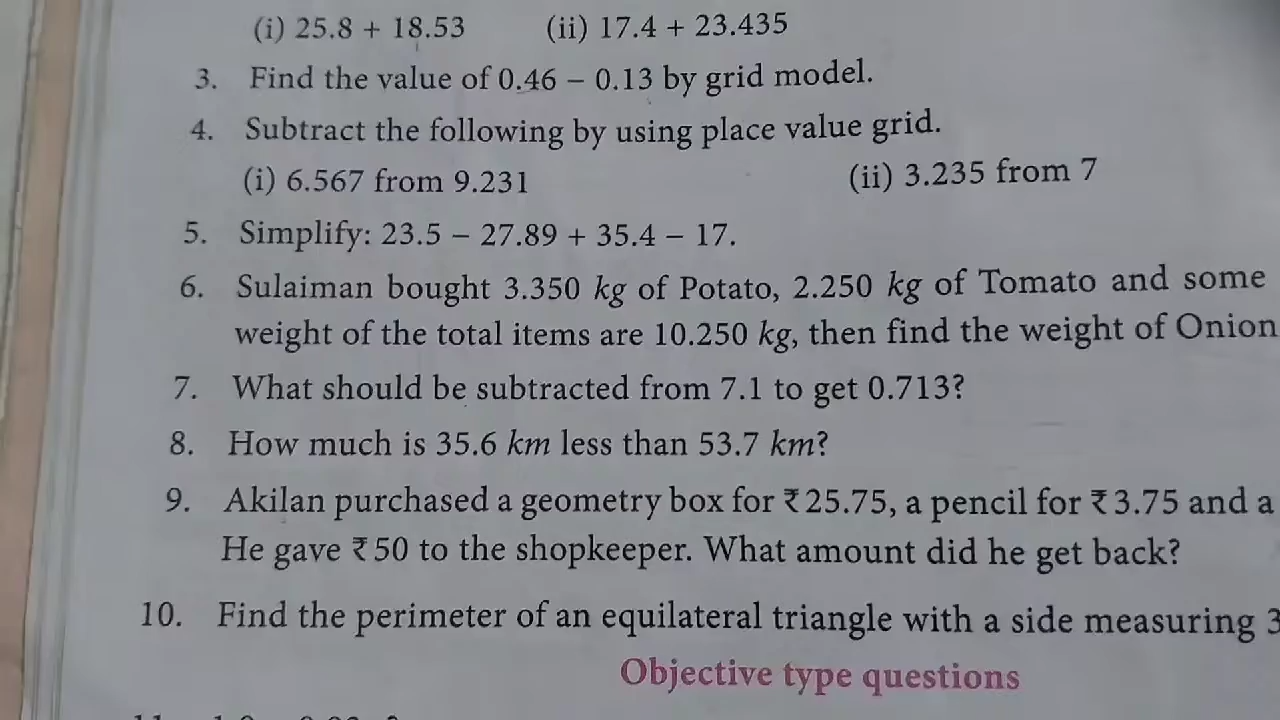 (i) 25.8 + 18.53 (ii) 17.4 + 23.435
3. Find the value of 0.46 – 0.13 by grid model.
4. Subtract the following by using place value grid.
(i) 6.567 from 9.231 (ii) 3.235 from 7
5. Simplify: 23.5 – 27.89 + 35.4 – 17.
6. Sulaiman bought 3.350 kg of Potato, 2.250 kg of Tomato and some
weight of the total items are 10.250 kg, then find the weight of Onion
7. What should be subtracted from 7.1 to get 0.713?
8. How much is 35.6 km less than 53.7 km?
9. Akilan purchased a geometry box for ₹25.75, a pencil for ₹3.75 and a
He gave ₹50 to the shopkeeper. What amount did he get back?
10. Find the perimeter of an equilateral triangle with a side measuring 3
Objective type questions